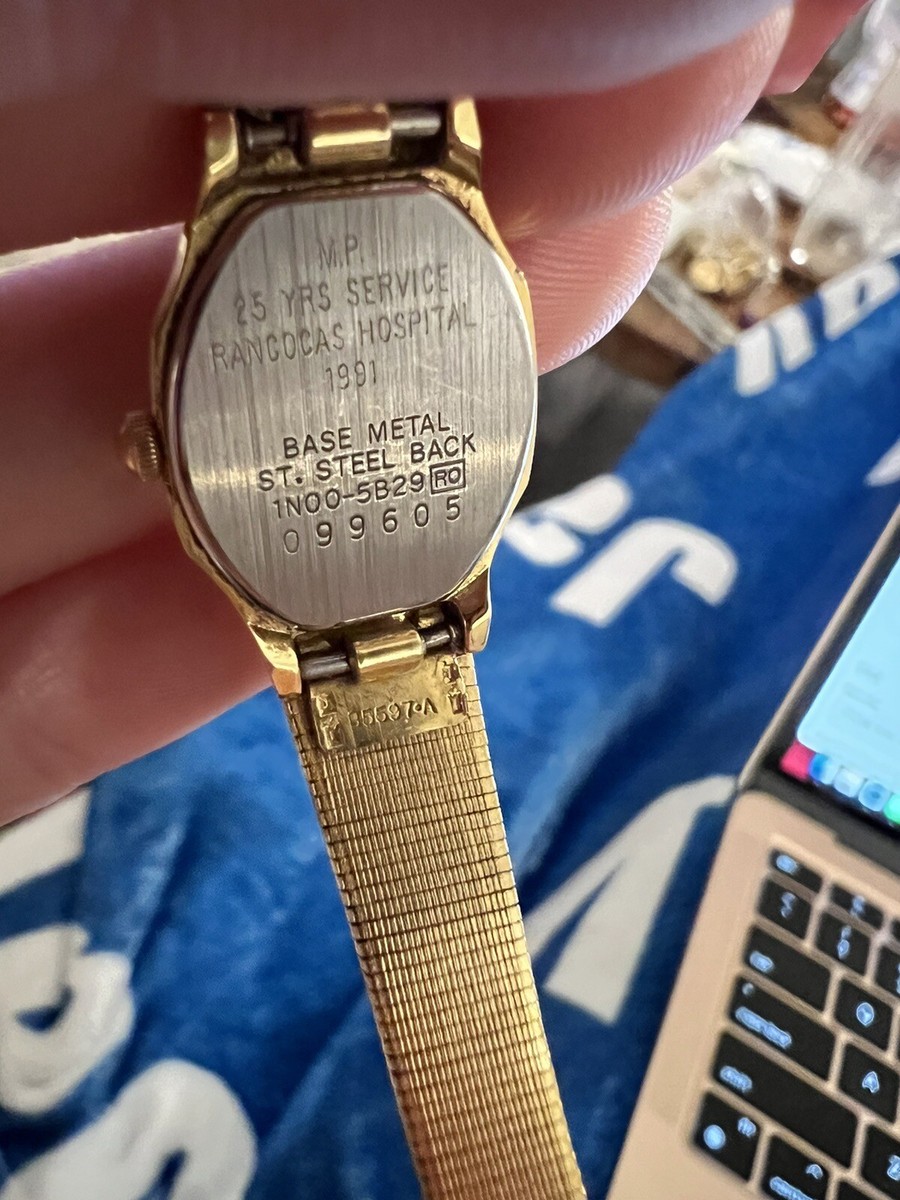 M.P.
25 YRS SERVICE
RANCOCAS HOSPITAL
1991
BASE METAL
ST. STEEL BACK
1N00-5B29 RO
099605